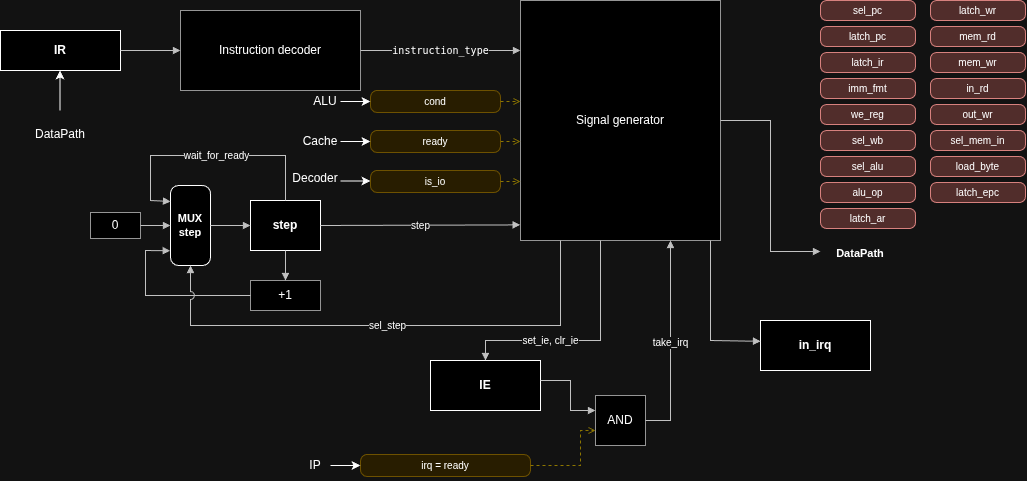 IR
Instruction decoder
instruction_type
Signal generator
DataPath
ALU
cond
Cache
ready
Decoder
is_io
wait_for_ready
0
MUX
step
step
step
+1
sel_step
set_ie, clr_ie
take_irq
IE
AND
IP
irq = ready
in_irq
DataPath
sel_pc
latch_wr
latch_pc
mem_rd
latch_ir
mem_wr
imm_fmt
in_rd
we_reg
out_wr
sel_wb
sel_mem_in
sel_alu
load_byte
alu_op
latch_epc
latch_ar